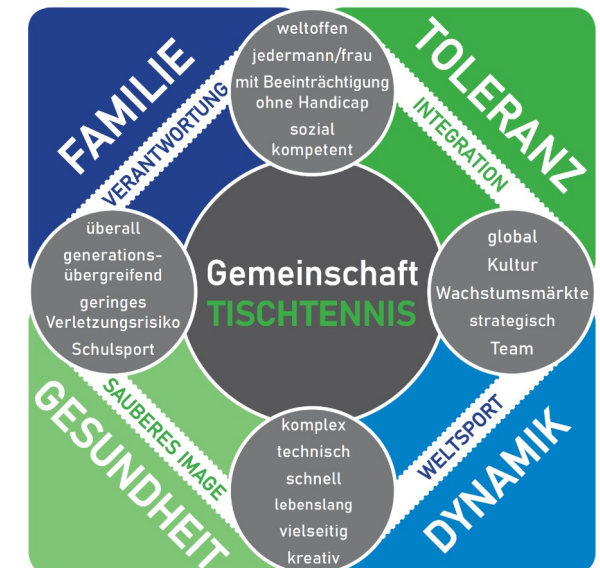 FAMILIE
VERANTWORTUNG
weltoffen
jedermann/frau
mit Beeinträchtigung
ohne Handicap
sozial
kompetent
TOLERANZ
INTEGRATION
überall
generations-
übergreifend
geringes
Verletzungsrisiko
Schulsport
Gemeinschaft
TISCHTENNIS
global
Kultur
Wachstumsmärkte
strategisch
Team
GESUNDHEIT
SAUBERES IMAGE
komplex
technisch
schnell
lebenslang
vielseitig
kreativ
WELTSPORT
DYNAMIK